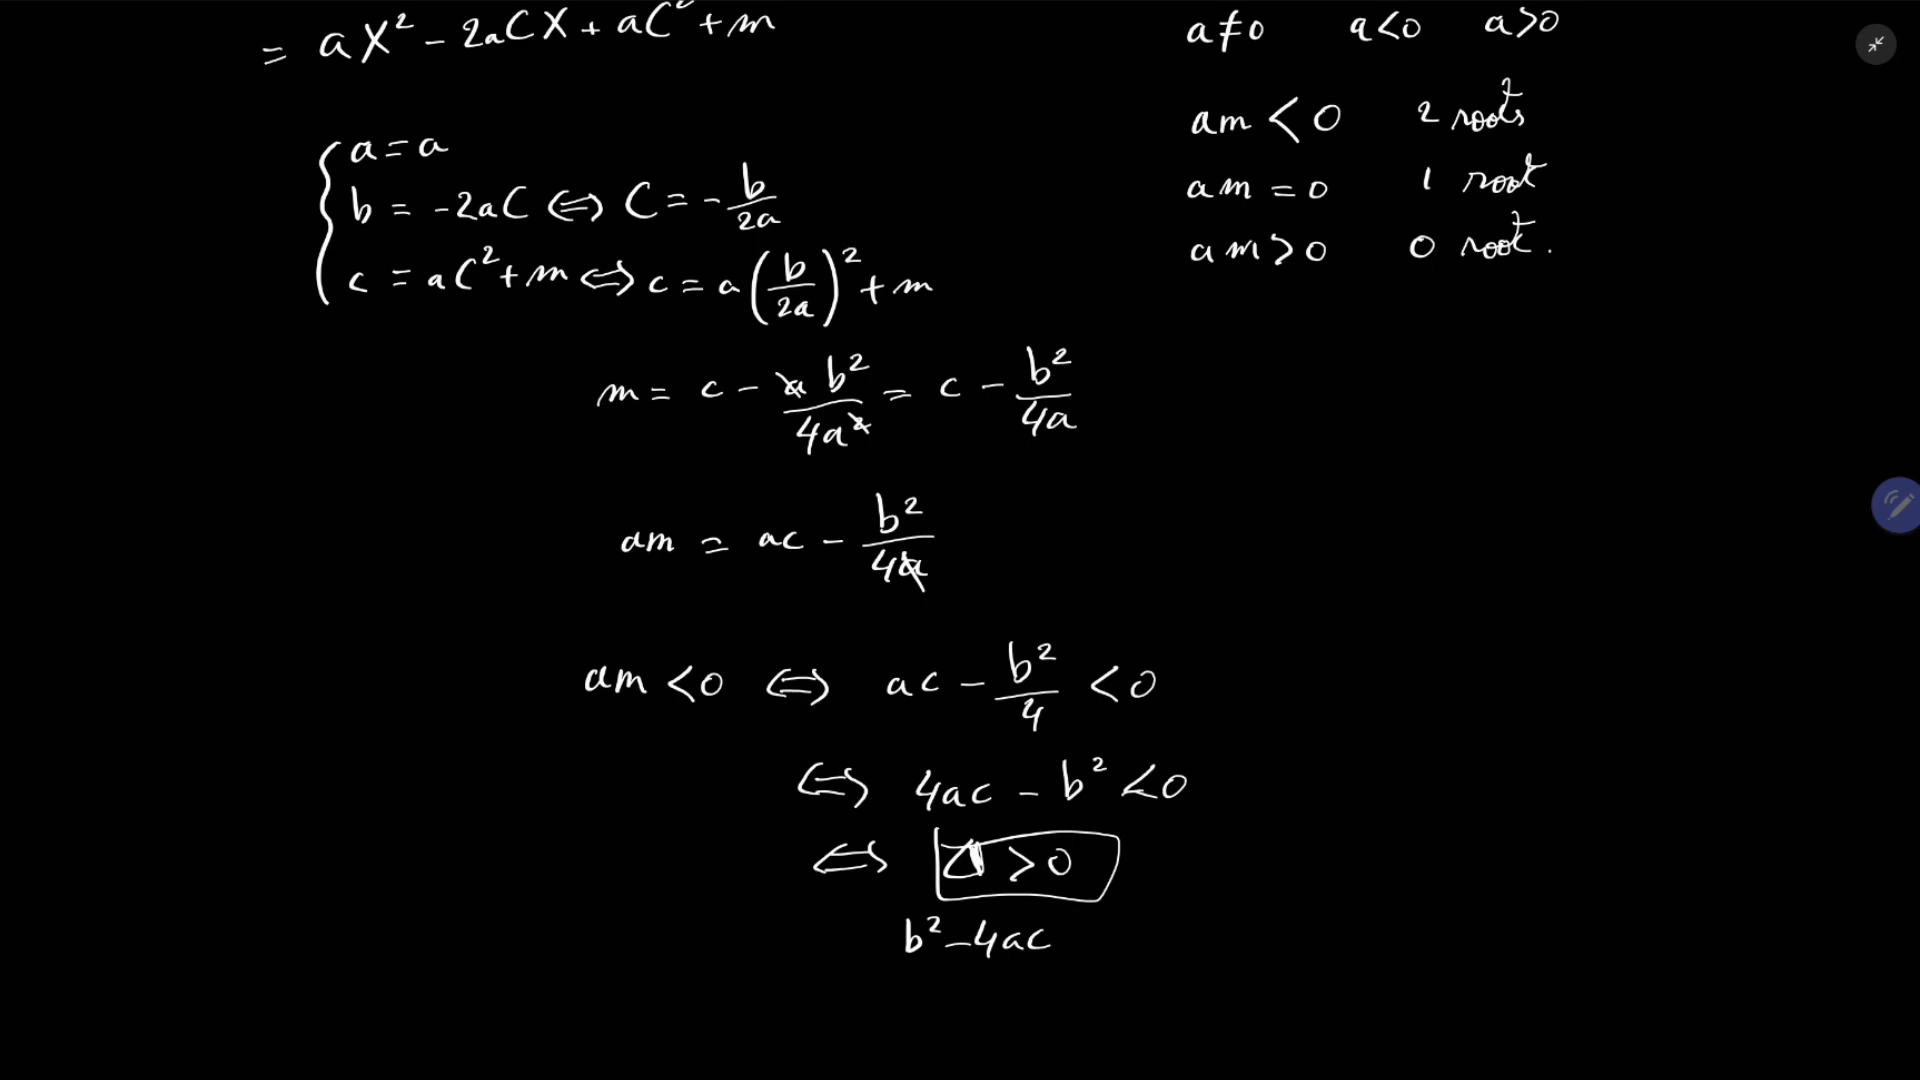 = aX² - 2aCX + aC² + m
{ a = a
b = -2aC ⇔ C = - b/2a
c = aC² + m ⇔ c = a(b/2a)² + m
m = c - a b²/4a² = c - b²/4a
am = ac - b²/4a
am < 0 ⇔ ac - b²/4 < 0
⇔ 4ac - b² < 0
⇔ Δ > 0
b² - 4ac
a≠0 a<0 a>0
am < 0 2 roots
am = 0 1 root
am > 0 0 root.